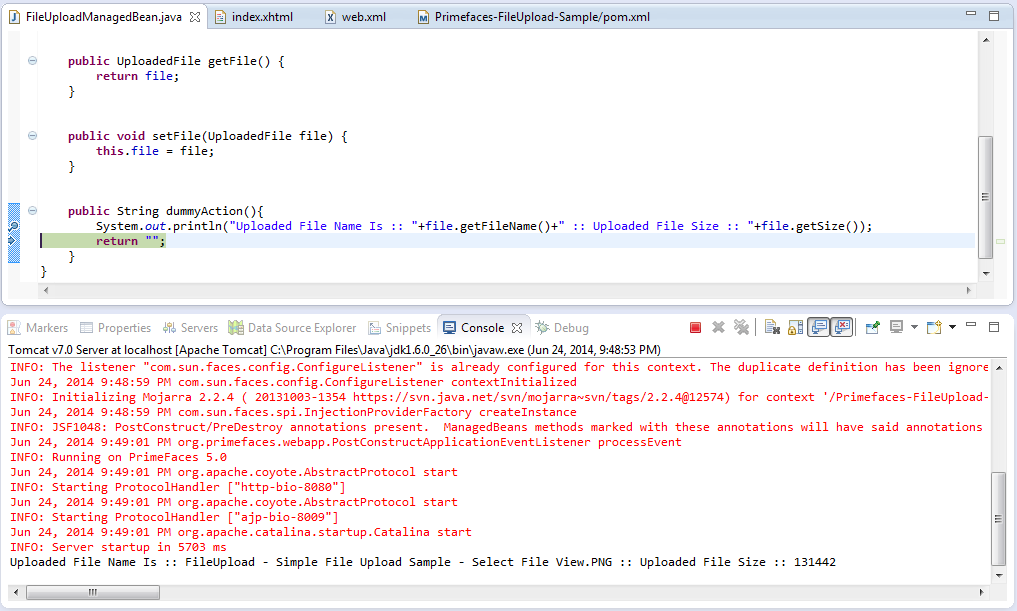 FileUploadManagedBean.java index.xhtml web.xml Primefaces-FileUpload-Sample/pom.xml
public UploadedFile getFile() {
return file;
}
public void setFile(UploadedFile file) {
this.file = file;
}
public String dummyAction(){
System.out.println("Uploaded File Name Is :: "+file.getFileName()+" :: Uploaded File Size :: "+file.getSize());
return "";
}
}
Markers Properties Servers Data Source Explorer Snippets Console Debug
Tomcat v7.0 Server at localhost [Apache Tomcat] C:\Program Files\Java\jdk1.6.0_26\bin\javaw.exe (Jun 24, 2014, 9:48:53 PM)
INFO: The listener "com.sun.faces.config.ConfigureListener" is already configured for this context. The duplicate definition has been ignore
Jun 24, 2014 9:48:59 PM com.sun.faces.config.ConfigureListener contextInitialized
INFO: Initializing Mojarra 2.2.4 ( 20131003-1354 https://svn.java.net/svn/mojarra~svn/tags/2.2.4@12574) for context '/Primefaces-FileUpload-
Jun 24, 2014 9:48:59 PM com.sun.faces.spi.InjectionProviderFactory createInstance
INFO: JSF1048: PostConstruct/PreDestroy annotations present.  ManagedBeans methods marked with these annotations will have said annotations
Jun 24, 2014 9:49:01 PM org.primefaces.webapp.PostConstructApplicationEventListener processEvent
INFO: Running on PrimeFaces 5.0
Jun 24, 2014 9:49:01 PM org.apache.coyote.AbstractProtocol start
INFO: Starting ProtocolHandler ["http-bio-8080"]
Jun 24, 2014 9:49:01 PM org.apache.coyote.AbstractProtocol start
INFO: Starting ProtocolHandler ["ajp-bio-8009"]
Jun 24, 2014 9:49:01 PM org.apache.catalina.startup.Catalina start
INFO: Server startup in 5703 ms
Uploaded File Name Is :: FileUpload - Simple File Upload Sample - Select File View.PNG :: Uploaded File Size :: 131442